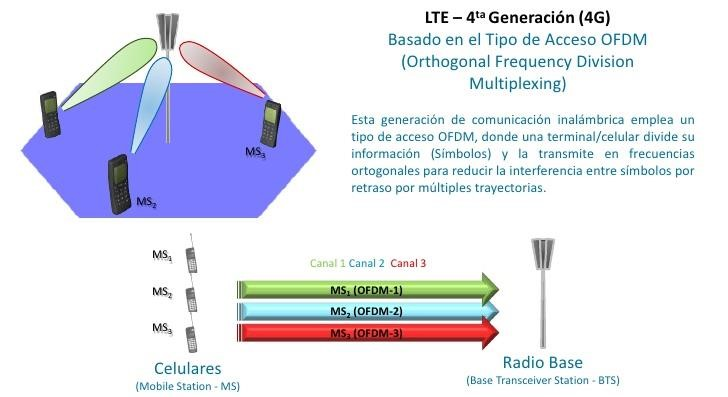 LTE – 4ta Generación (4G)
Basado en el Tipo de Acceso OFDM
(Orthogonal Frequency Division
Multiplexing)
Esta generación de comunicación inalámbrica emplea un
tipo de acceso OFDM, donde una terminal/celular divide su
información (Símbolos) y la transmite en frecuencias
ortogonales para reducir la interferencia entre símbolos por
retraso por múltiples trayectorias.
MS3
MS2
MS1
MS2
MS3
Canal 1 Canal 2 Canal 3
MS1 (OFDM-1)
MS2 (OFDM-2)
MS3 (OFDM-3)
Celulares
(Mobile Station - MS)
Radio Base
(Base Transceiver Station - BTS)